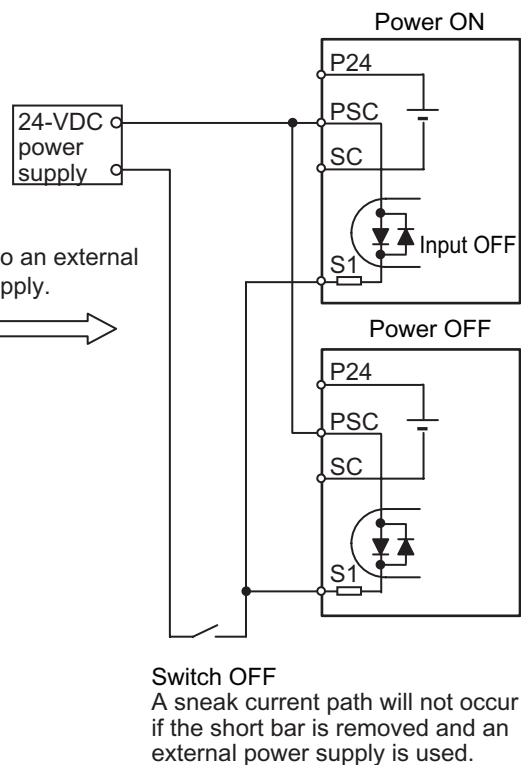 Power ON
P24
24-VDC
power
supply
PSC
SC
Input OFF
o an external
pply.
S1
Power OFF
P24
PSC
SC
S1
Switch OFF
A sneak current path will not occur
if the short bar is removed and an
external power supply is used.